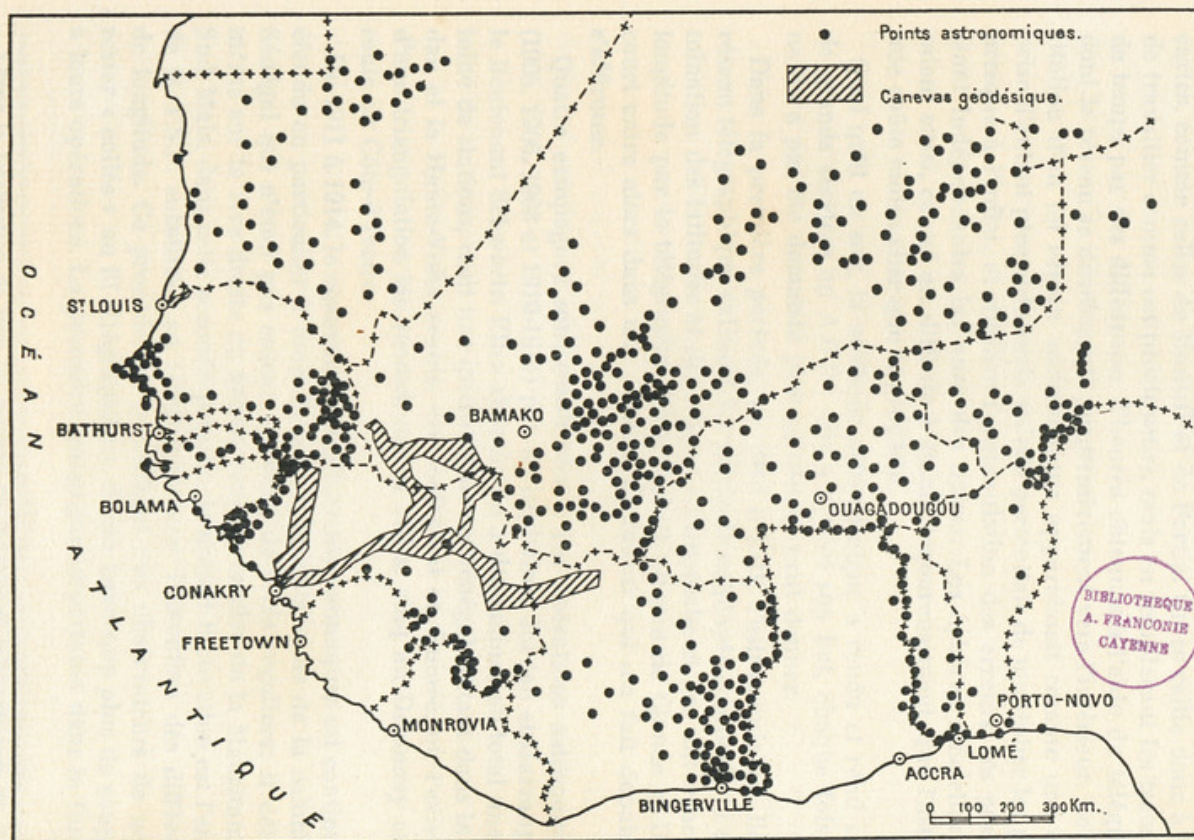 Points astronomiques.
Canevas géodésique.
OCÉAN
ATLANTIQUE
ST LOUIS
BATHURST
BOLAMA
CONAKRY
FREETOWN
MONROVIA
BAMAKO
OUAGADOUGOU
BINGERVILLE
ACCRA
LOMÉ
PORTO-NOVO
0 100 200 300Km.
BIBLIOTHEQUE
A. FRANCONIE
CAYENNE